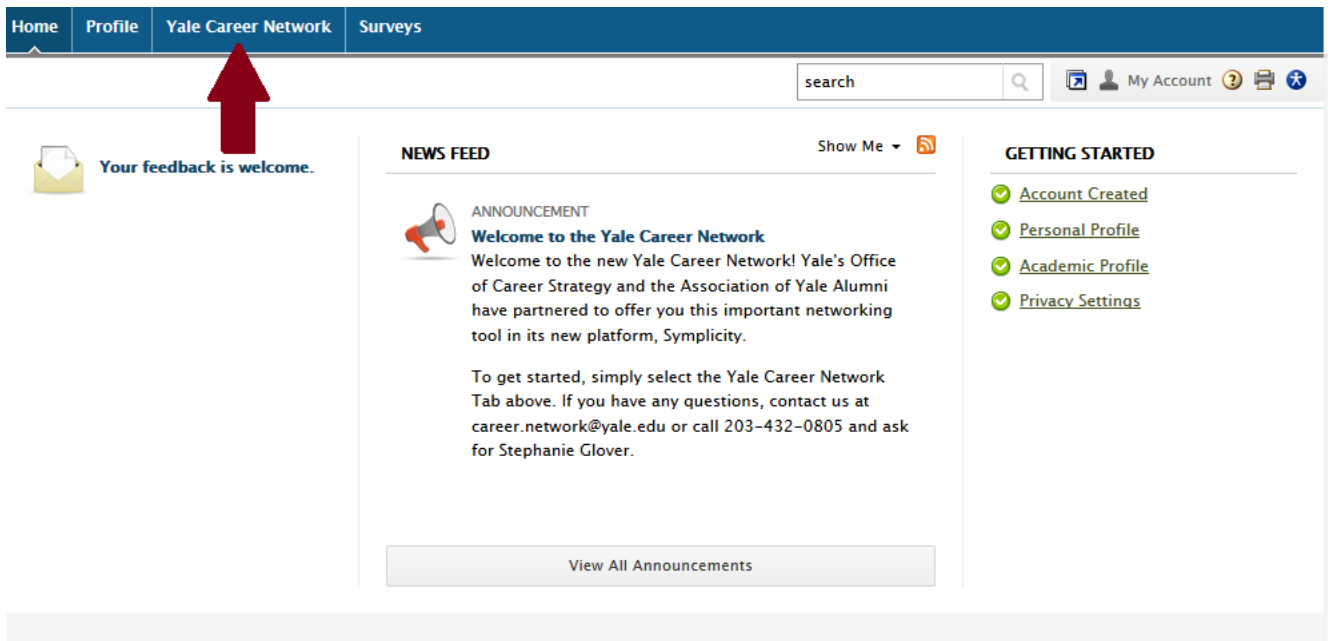 Home Profile Yale Career Network Surveys
search
My Account
Your feedback is welcome.
NEWS FEED
Show Me
ANNOUNCEMENT
Welcome to the Yale Career Network
Welcome to the new Yale Career Network! Yale's Office
of Career Strategy and the Association of Yale Alumni
have partnered to offer you this important networking
tool in its new platform, Symplicity.
To get started, simply select the Yale Career Network
Tab above. If you have any questions, contact us at
career.network@yale.edu or call 203-432-0805 and ask
for Stephanie Glover.
View All Announcements
GETTING STARTED
Account Created
Personal Profile
Academic Profile
Privacy Settings